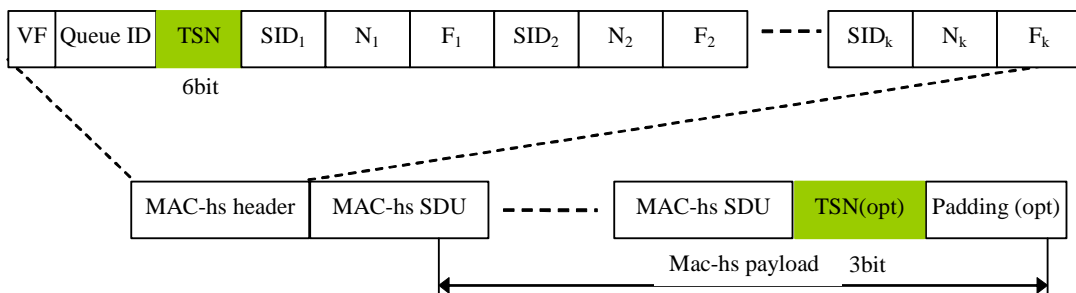 VF Queue ID TSN SID₁ N₁ F₁ SID₂ N₂ F₂ SIDₖ Nₖ Fₖ
6bit
MAC-hs header MAC-hs SDU MAC-hs SDU TSN(opt) Padding (opt)
Mac-hs payload 3bit